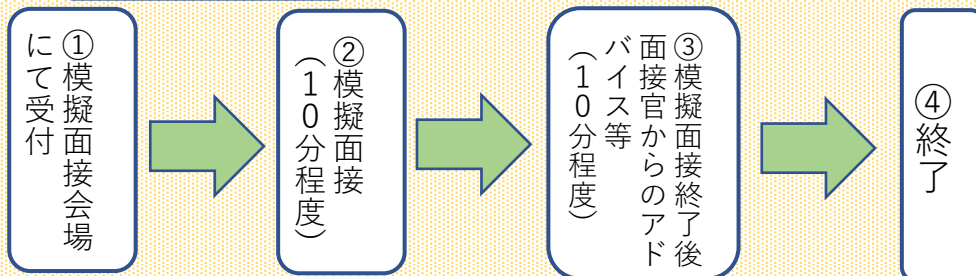 ①模擬面接会場
にて受付
②模擬面接
（１０分程度）
③模擬面接終了後
面接官からのアド
バイス等
（１０分程度）
④終了